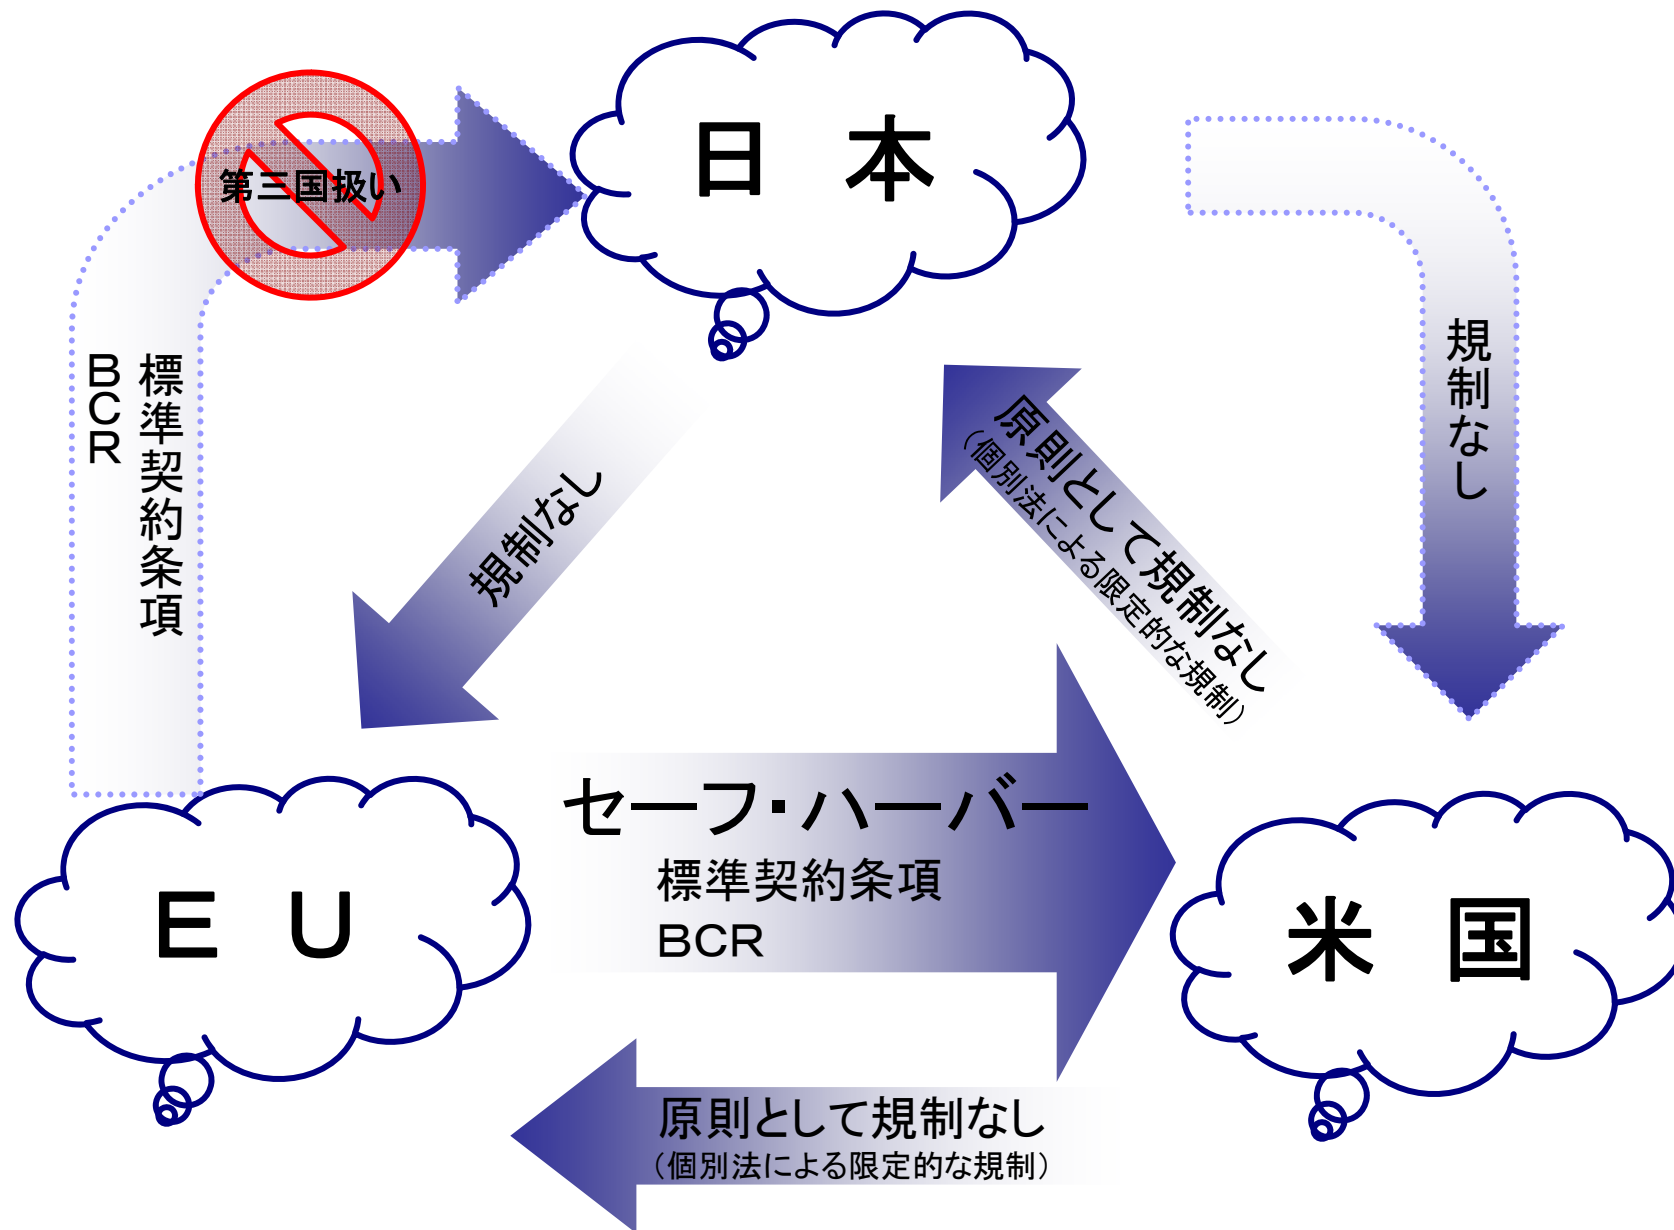 日 本
第三国扱い
標準契約条項
BCR
規制なし
規制なし
原則として規制なし
(個別法による限定的な規制)
セーフ・ハーバー
標準契約条項
BCR
EU
米 国
原則として規制なし
(個別法による限定的な規制)